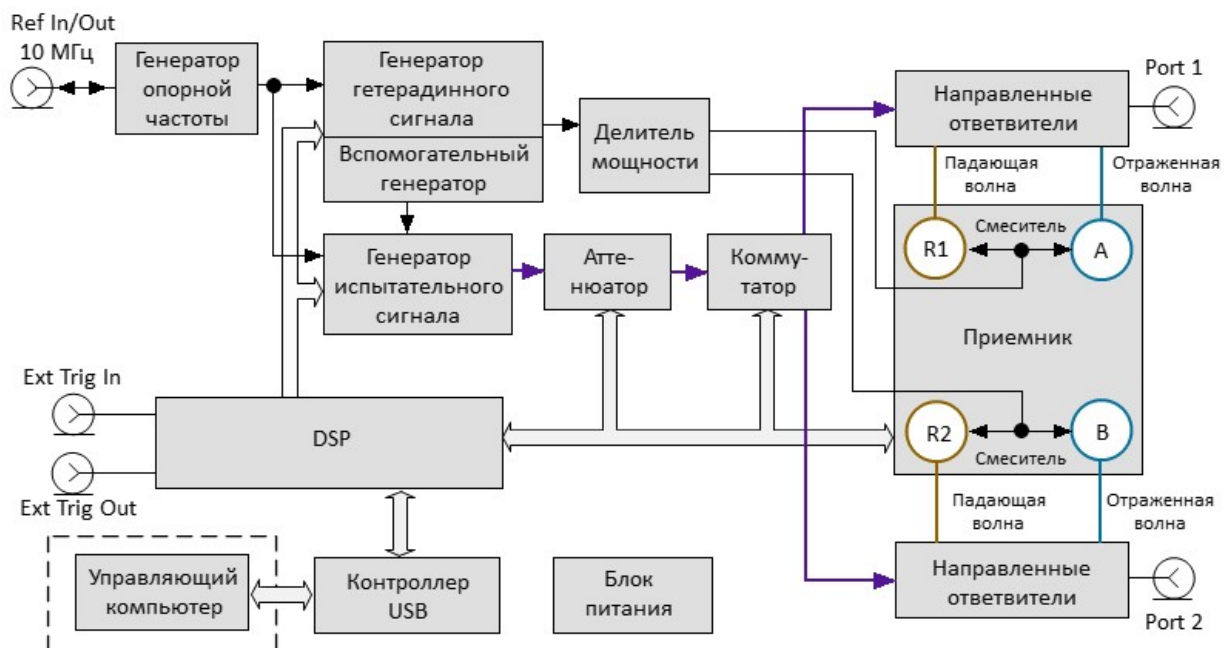 Ref In/Out
10 МГц
Генератор
опорной
частоты
Генератор
гетерадинного
сигнала
Вспомогательный
генератор
Делитель
мощности
Направленные
ответвители
Port 1
Падающая
волна
Отраженная
волна
Генератор
испытательного
сигнала
Атте-
нюатор
Комму-
татор
Смеситель
R1
A
Приемник
Ext Trig In
DSP
Ext Trig Out
R2
B
Смеситель
Падающая
волна
Отраженная
волна
Управляющий
компьютер
Контроллер
USB
Блок
питания
Направленные
ответвители
Port 2